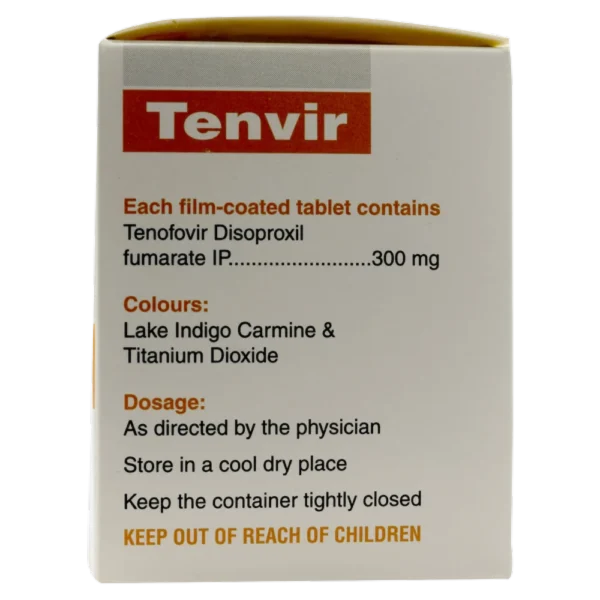 Tenvir
Each film-coated tablet contains
Tenofovir Disoproxil
fumarate IP.........................300 mg
Colours:
Lake Indigo Carmine &
Titanium Dioxide
Dosage:
As directed by the physician
Store in a cool dry place
Keep the container tightly closed
KEEP OUT OF REACH OF CHILDREN